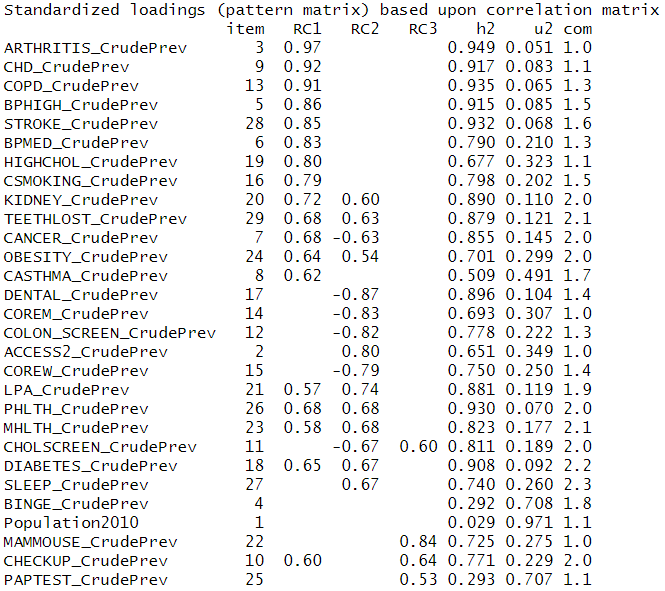 Standardized loadings (pattern matrix) based upon correlation matrix
item RC1 RC2 RC3 h2 u2 com
ARTHRITIS_CrudePrev 3 0.97 0.949 0.051 1.0
CHD_CrudePrev 9 0.92 0.917 0.083 1.1
COPD_CrudePrev 13 0.91 0.935 0.065 1.3
BPHIGH_CrudePrev 5 0.86 0.915 0.085 1.5
STROKE_CrudePrev 28 0.85 0.932 0.068 1.6
BPMED_CrudePrev 6 0.83 0.790 0.210 1.3
HIGHCHOL_CrudePrev 19 0.80 0.677 0.323 1.1
CSMOKING_CrudePrev 16 0.79 0.798 0.202 1.5
KIDNEY_CrudePrev 20 0.72 0.60 0.890 0.110 2.0
TEETHLOST_CrudePrev 29 0.68 0.63 0.879 0.121 2.1
CANCER_CrudePrev 7 0.68 -0.63 0.855 0.145 2.0
OBESITY_CrudePrev 24 0.64 0.54 0.701 0.299 2.0
CASTHMA_CrudePrev 8 0.62 0.509 0.491 1.7
DENTAL_CrudePrev 17 -0.87 0.896 0.104 1.4
COREM_CrudePrev 14 -0.83 0.693 0.307 1.0
COLON_SCREEN_CrudePrev 12 -0.82 0.778 0.222 1.3
ACCESS2_CrudePrev 2 0.80 0.651 0.349 1.0
COREW_CrudePrev 15 -0.79 0.750 0.250 1.4
LPA_CrudePrev 21 0.57 0.74 0.881 0.119 1.9
PHLTH_CrudePrev 26 0.68 0.68 0.930 0.070 2.0
MHLTH_CrudePrev 23 0.58 0.68 0.823 0.177 2.1
CHOLSCREEN_CrudePrev 11 -0.67 0.60 0.811 0.189 2.0
DIABETES_CrudePrev 18 0.65 0.67 0.908 0.092 2.2
SLEEP_CrudePrev 27 0.67 0.740 0.260 2.3
BINGE_CrudePrev 4 0.292 0.708 1.8
Population2010 1 0.029 0.971 1.1
MAMMOUSE_CrudePrev 22 0.84 0.725 0.275 1.0
CHECKUP_CrudePrev 10 0.60 0.64 0.771 0.229 2.0
PAPTEST_CrudePrev 25 0.53 0.293 0.707 1.1